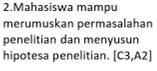 2.Mahasiswa mampu
merumuskan permasalahan
penelitian dan menyusun
hipotesa penelitian. [C3,A2]